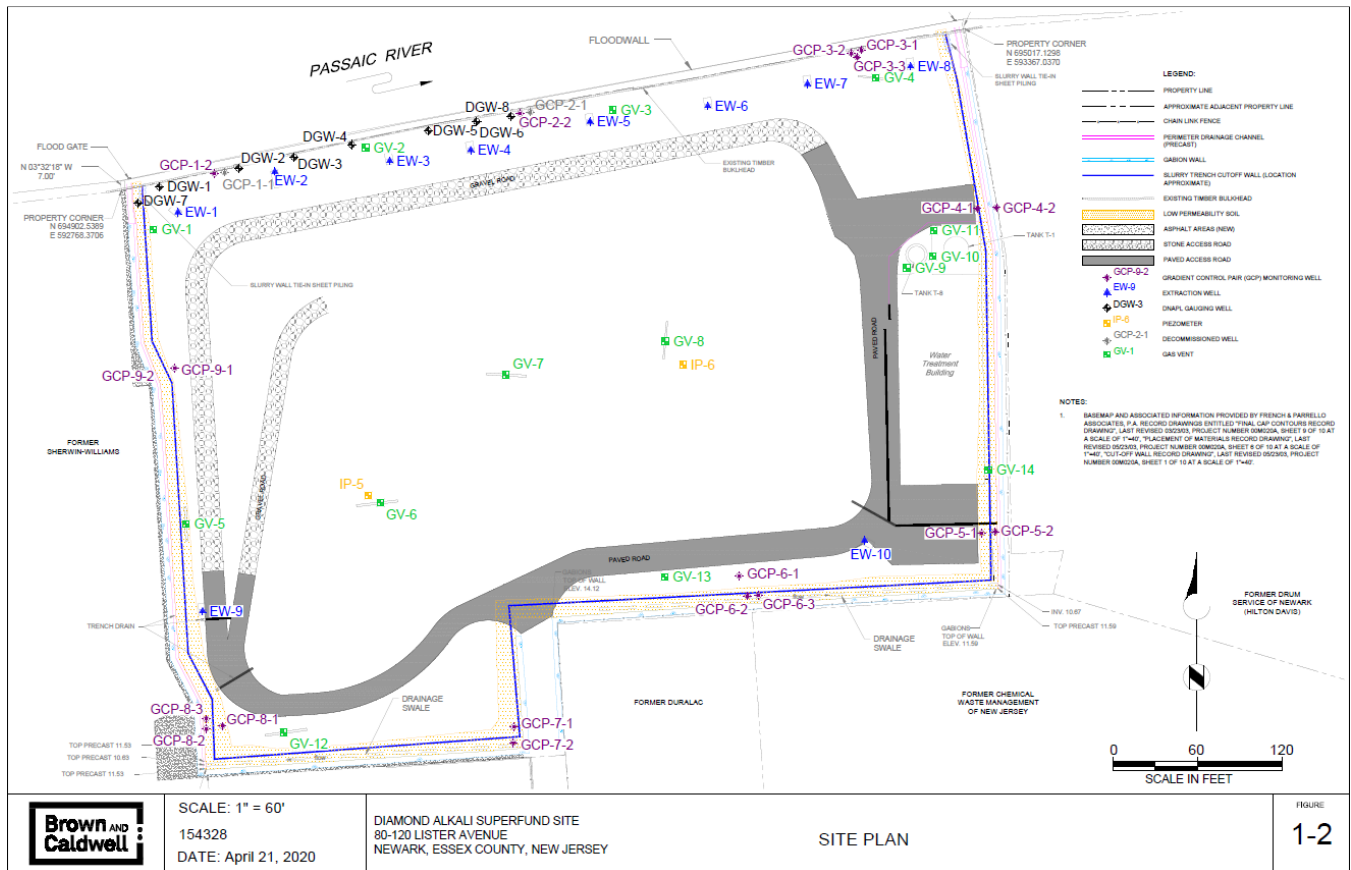 PASSAIC RIVER
FLOODWALL
GCP-3-2
GCP-3-1
GCP-3-3
EW-8
GV-4
EW-7
EW-6
PROPERTY CORNER
N 695017.1298
E 593367.0370
SLURRY WALL TIE-IN
SHEET PILING
DGW-8
GCP-2-1
GCP-2-2
GV-3
EW-5
DGW-5
DGW-6
DGW-4
GV-2
EW-3
EW-4
FLOOD GATE
GCP-1-2
DGW-2
DGW-3
GCP-1-1
EW-2
N 03°32'18" W
7.00'
DGW-1
DGW-7
EW-1
GV-1
PROPERTY CORNER
N 694902.5389
E 592768.3706
GRAVEL ROAD
EXISTING TIMBER
BUKLHEAD
SLURRY WALL TIE-IN SHEET PILING
GCP-4-1
GCP-4-2
GV-11
TANK T-1
GV-10
GV-9
TANK T-8
PAVED ROAD
Water
Treatment
Building
GV-8
IP-6
GV-7
GCP-9-2
GCP-9-1
FORMER
SHERWIN-WILLIAMS
GRAVEL ROAD
IP-5
GV-6
GV-5
GV-14
GCP-5-1
GCP-5-2
EW-10
PAVED ROAD
GABIONS
TOP OF WALL
ELEV. 14.12
GV-13
GCP-6-1
GCP-6-2
GCP-6-3
flow
EW-9
TRENCH DRAIN
DRAINAGE
SWALE
GABIONS
TOP OF WALL
ELEV. 11.59
INV. 10.67
TOP PRECAST 11.59
FORMER DRUM
SERVICE OF NEWARK
(HILTON DAVIS)
FORMER DURALAC
FORMER CHEMICAL
WASTE MANAGEMENT
OF NEW JERSEY
DRAINAGE
SWALE
GCP-8-3
GCP-8-1
GCP-8-2
GV-12
flow
GCP-7-1
GCP-7-2
TOP PRECAST 11.53
TOP PRECAST 10.63
TOP PRECAST 11.53
LEGEND:
PROPERTY LINE
APPROXIMATE ADJACENT PROPERTY LINE
CHAIN LINK FENCE
PERIMETER DRAINAGE CHANNEL
(PRECAST)
GABION WALL
SLURRY TRENCH CUTOFF WALL (LOCATION
APPROXIMATE)
EXISTING TIMBER BULKHEAD
LOW PERMEABILITY SOIL
ASPHALT AREAS (NEW)
STONE ACCESS ROAD
PAVED ACCESS ROAD
GCP-9-2 GRADIENT CONTROL PAIR (GCP) MONITORING WELL
EW-9 EXTRACTION WELL
DGW-3 DNAPL GAUGING WELL
IP-6 PIEZOMETER
GCP-2-1 DECOMMISSIONED WELL
GV-1 GAS VENT
NOTES:
1. BASEMAP AND ASSOCIATED INFORMATION PROVIDED BY FRENCH & PARRELLO
ASSOCIATES, P.A. RECORD DRAWINGS ENTITLED "FINAL CAP CONTOURS RECORD
DRAWING", LAST REVISED 05/23/03, PROJECT NUMBER 00M020A, SHEET 9 OF 10 AT
A SCALE OF 1"=40', "PLACEMENT OF MATERIALS RECORD DRAWING", LAST
REVISED 05/23/03, PROJECT NUMBER 00M020A, SHEET 6 OF 10 AT A SCALE OF
1"=40', "CUT-OFF WALL RECORD DRAWING", LAST REVISED 05/23/03, PROJECT
NUMBER 00M020A, SHEET 1 OF 10 AT A SCALE OF 1"=40'.
0 60 120
SCALE IN FEET
Brown AND
Caldwell
SCALE: 1" = 60'
154328
DATE: April 21, 2020
DIAMOND ALKALI SUPERFUND SITE
80-120 LISTER AVENUE
NEWARK, ESSEX COUNTY, NEW JERSEY
SITE PLAN
FIGURE
1-2